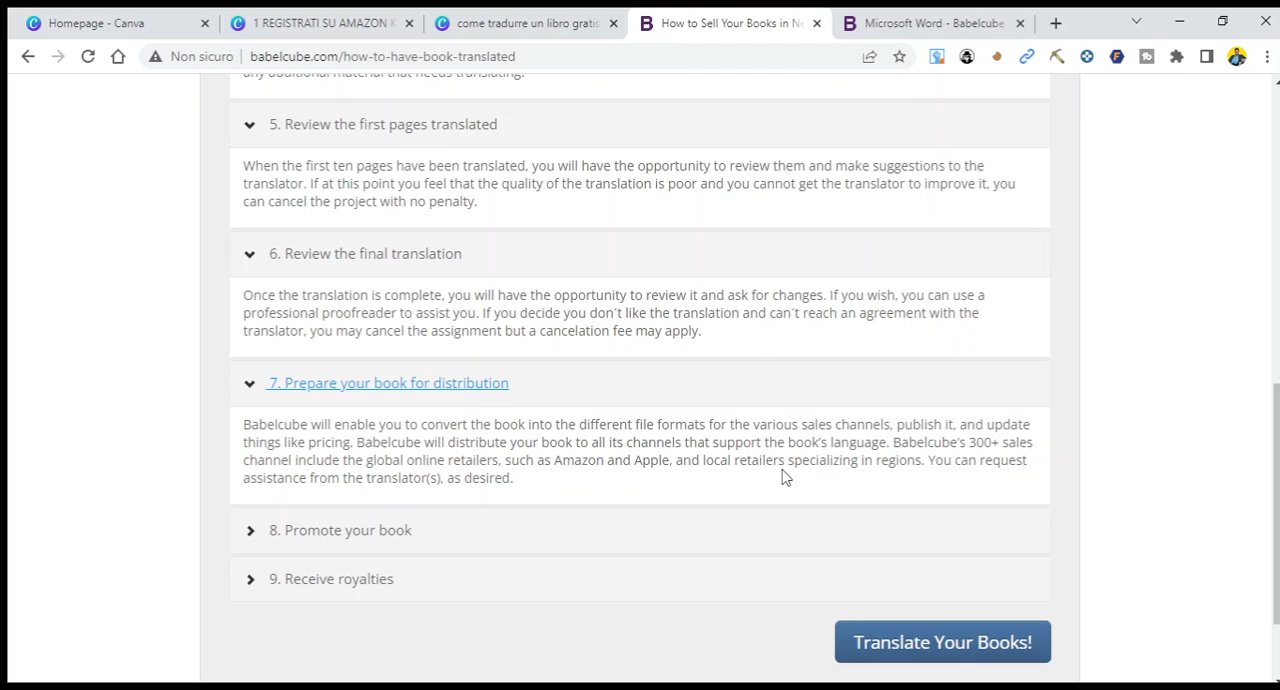 Homepage - Canva
1 REGISTRATI SU AMAZON K
come tradurre un libro gratis
How to Sell Your Books in Ne
Microsoft Word - Babelcube
Non sicuro
babelcube.com/how-to-have-book-translated
any additional material that needs translating.
5. Review the first pages translated
When the first ten pages have been translated, you will have the opportunity to review them and make suggestions to the
translator. If at this point you feel that the quality of the translation is poor and you cannot get the translator to improve it, you
can cancel the project with no penalty.
6. Review the final translation
Once the translation is complete, you will have the opportunity to review it and ask for changes. If you wish, you can use a
professional proofreader to assist you. If you decide you don´t like the translation and can´t reach an agreement with the
translator, you may cancel the assignment but a cancelation fee may apply.
7. Prepare your book for distribution
Babelcube will enable you to convert the book into the different file formats for the various sales channels, publish it, and update
things like pricing. Babelcube will distribute your book to all its channels that support the book's language. Babelcube's 300+ sales
channel include the global online retailers, such as Amazon and Apple, and local retailers specializing in regions. You can request
assistance from the translator(s), as desired.
8. Promote your book
9. Receive royalties
Translate Your Books!